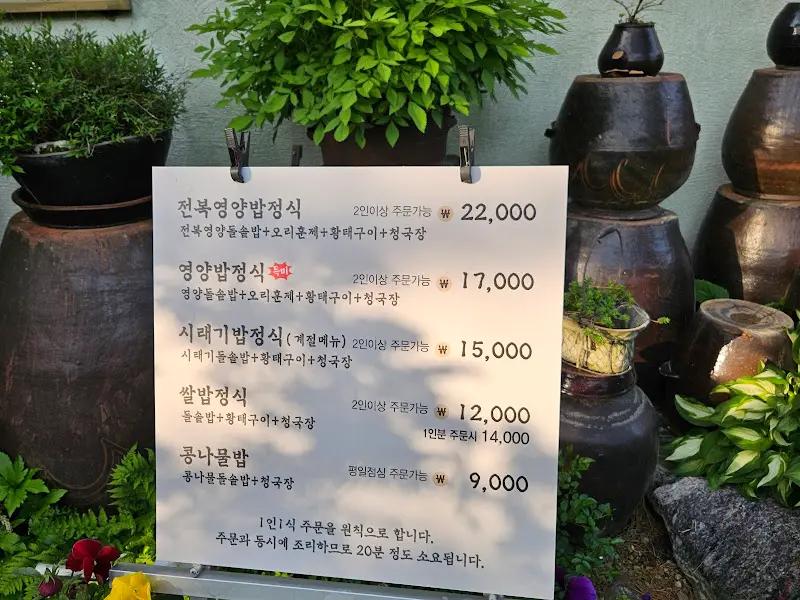 전복영양밥정식 2인이상 주문가능 ₩ 22,000
전복영양돌솥밥+오리훈제+황태구이+청국장
영양밥정식 특미 2인이상 주문가능 ₩ 17,000
영양돌솥밥+오리훈제+황태구이+청국장
시래기밥정식(계절메뉴) 2인이상 주문가능 ₩ 15,000
시래기돌솥밥+황태구이+청국장
쌀밥정식 2인이상 주문가능 ₩ 12,000
돌솥밥+황태구이+청국장 1인분 주문시 14,000
콩나물밥 평일점심 주문가능 ₩ 9,000
콩나물돌솥밥+청국장
1인1식 주문을 원칙으로 합니다.
주문과 동시에 조리하므로 20분 정도 소요됩니다.